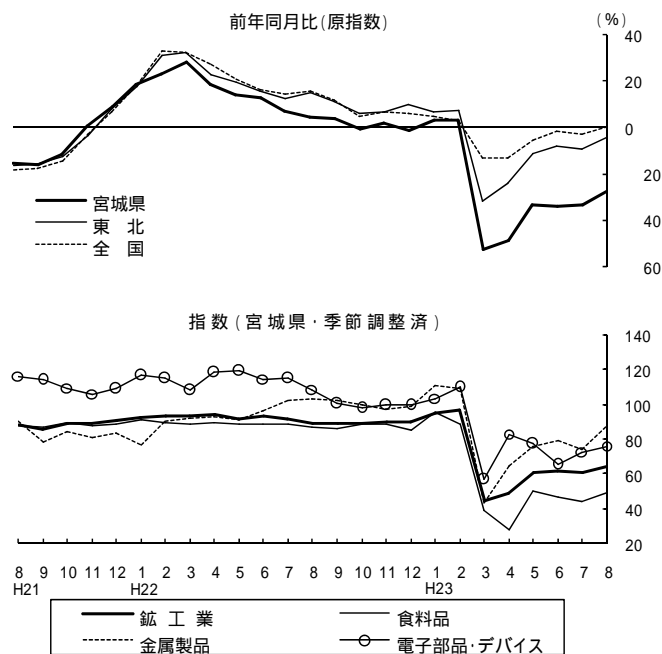 前年同月比(原指数)
(%)
40
20
0
20
40
60
宮城県
東 北
全 国
指数(宮城県・季節調整済)
140
120
100
80
60
40
20
8 9 10 11 12 1 2 3 4 5 6 7 8 9 10 11 12 1 2 3 4 5 6 7 8
H21 H22 H23
鉱 工 業 食料品
金属製品 電子部品・デバイス